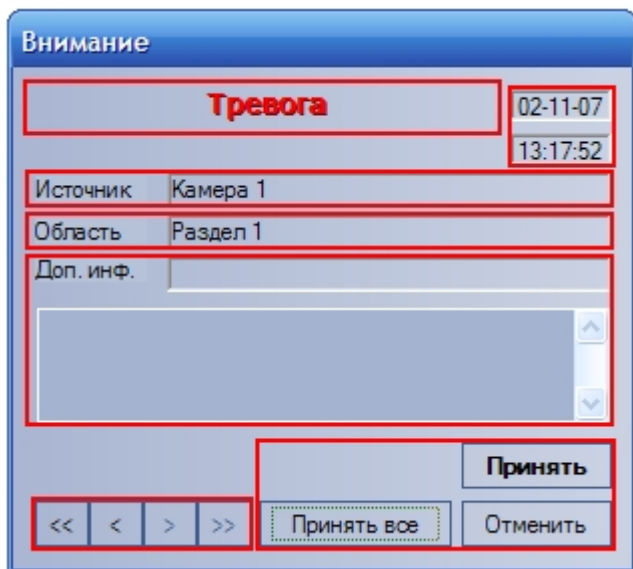 Внимание
Тревога
02-11-07
13:17:52
Источник Камера 1
Область Раздел 1
Доп. инф.
Принять
<< < > >> Принять все Отменить